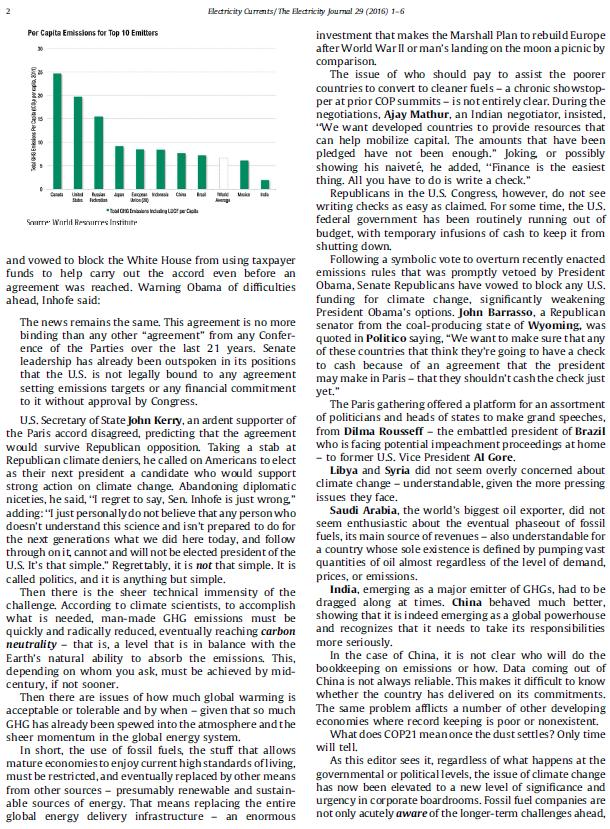 2
Electricity Currents / The Electricity Journal 29 (2016) 1–6
Per Capita Emissions for Top 10 Emitters
Total GHG Emissions Per Capita (tCO₂e per capita, 2011)
30
25
20
15
10
5
0
Canada
United States
Russian Federation
Japan
European Union (28)
Indonesia
China
Brazil
World Average
Mexico
India
Total GHG Emissions Including LUCF per Capita
Source: World Resources Institute
and vowed to block the White House from using taxpayer
funds to help carry out the accord even before an
agreement was reached. Warning Obama of difficulties
ahead, Inhofe said:
The news remains the same. This agreement is no more
binding than any other “agreement” from any Confer-
ence of the Parties over the last 21 years. Senate
leadership has already been outspoken in its positions
that the U.S. is not legally bound to any agreement
setting emissions targets or any financial commitment
to it without approval by Congress.
U.S. Secretary of State John Kerry, an ardent supporter of
the Paris accord disagreed, predicting that the agreement
would survive Republican opposition. Taking a stab at
Republican climate deniers, he called on Americans to elect
as their next president a candidate who would support
strong action on climate change. Abandoning diplomatic
niceties, he said, “I regret to say, Sen. Inhofe is just wrong,”
adding: “I just personally do not believe that any person who
doesn't understand this science and isn't prepared to do for
the next generations what we did here today, and follow
through on it, cannot and will not be elected president of the
U.S. It's that simple.” Regrettably, it is not that simple. It is
called politics, and it is anything but simple.
Then there is the sheer technical immensity of the
challenge. According to climate scientists, to accomplish
what is needed, man-made GHG emissions must be
quickly and radically reduced, eventually reaching carbon
neutrality – that is, a level that is in balance with the
Earth's natural ability to absorb the emissions. This,
depending on whom you ask, must be achieved by mid-
century, if not sooner.
Then there are issues of how much global warming is
acceptable or tolerable and by when – given that so much
GHG has already been spewed into the atmosphere and the
sheer momentum in the global energy system.
In short, the use of fossil fuels, the stuff that allows
mature economies to enjoy current high standards of living,
must be restricted, and eventually replaced by other means
from other sources – presumably renewable and sustain-
able sources of energy. That means replacing the entire
global energy delivery infrastructure – an enormous
investment that makes the Marshall Plan to rebuild Europe
after World War II or man's landing on the moon a picnic by
comparison.
The issue of who should pay to assist the poorer
countries to convert to cleaner fuels – a chronic showstop-
per at prior COP summits – is not entirely clear. During the
negotiations, Ajay Mathur, an Indian negotiator, insisted,
“We want developed countries to provide resources that
can help mobilize capital. The amounts that have been
pledged have not been enough.” Joking, or possibly
showing his naiveté, he added, “Finance is the easiest
thing. All you have to do is write a check.”
Republicans in the U.S. Congress, however, do not see
writing checks as easy as claimed. For some time, the U.S.
federal government has been routinely running out of
budget, with temporary infusions of cash to keep it from
shutting down.
Following a symbolic vote to overturn recently enacted
emissions rules that was promptly vetoed by President
Obama, Senate Republicans have vowed to block any U.S.
funding for climate change, significantly weakening
President Obama's options. John Barrasso, a Republican
senator from the coal-producing state of Wyoming, was
quoted in Politico saying, “We want to make sure that any
of these countries that think they're going to have a check
to cash because of an agreement that the president
may make in Paris – that they shouldn't cash the check just
yet.”
The Paris gathering offered a platform for an assortment
of politicians and heads of states to make grand speeches,
from Dilma Rousseff – the embattled president of Brazil
who is facing potential impeachment proceedings at home
– to former U.S. Vice President Al Gore.
Libya and Syria did not seem overly concerned about
climate change – understandable, given the more pressing
issues they face.
Saudi Arabia, the world's biggest oil exporter, did not
seem enthusiastic about the eventual phaseout of fossil
fuels, its main source of revenues – also understandable for
a country whose sole existence is defined by pumping vast
quantities of oil almost regardless of the level of demand,
prices, or emissions.
India, emerging as a major emitter of GHGs, had to be
dragged along at times. China behaved much better,
showing that it is indeed emerging as a global powerhouse
and recognizes that it needs to take its responsibilities
more seriously.
In the case of China, it is not clear who will do the
bookkeeping on emissions or how. Data coming out of
China is not always reliable. This makes it difficult to know
whether the country has delivered on its commitments.
The same problem afflicts a number of other developing
economies where record keeping is poor or nonexistent.
What does COP21 mean once the dust settles? Only time
will tell.
As this editor sees it, regardless of what happens at the
governmental or political levels, the issue of climate change
has now been elevated to a new level of significance and
urgency in corporate boardrooms. Fossil fuel companies are
not only acutely aware of the longer-term challenges ahead,